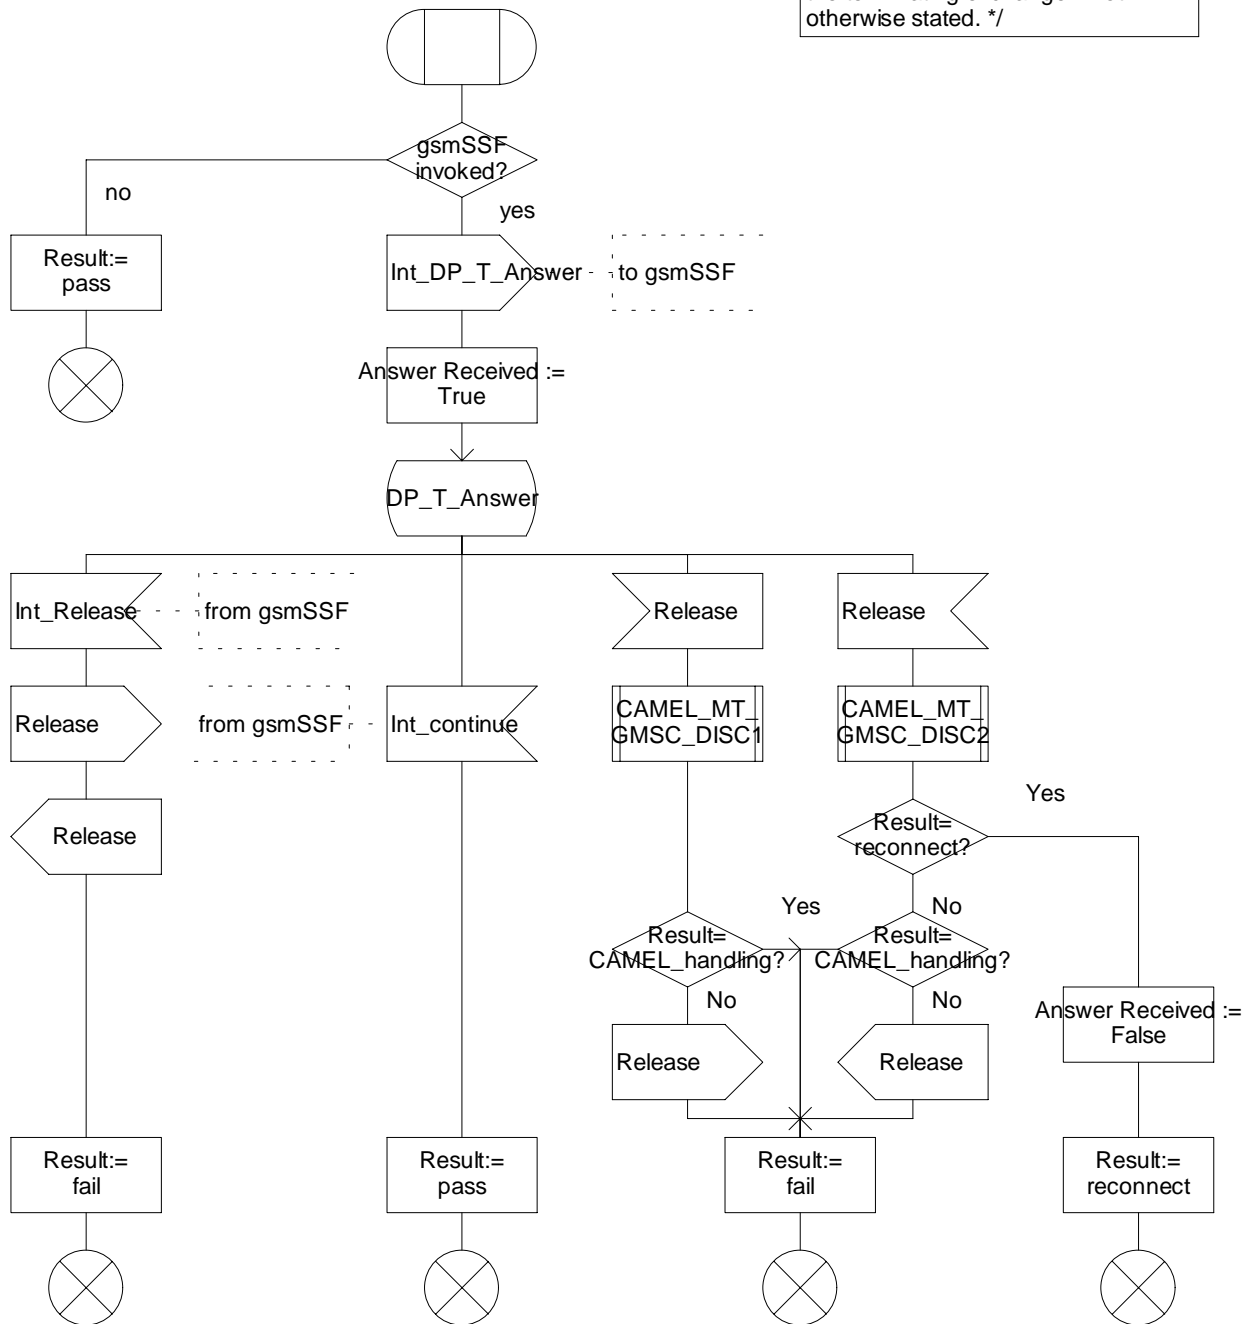 otherwise stated. */
gsmSSF
invoked?
no
yes
Result:=
pass
Int_DP_T_Answer
to gsmSSF
Answer Received :=
True
DP_T_Answer
Int_Release
from gsmSSF
Release
Release
Release
from gsmSSF
Int_continue
CAMEL_MT_
GMSC_DISC1
CAMEL_MT_
GMSC_DISC2
Release
Result=
reconnect?
Yes
Yes
No
Result=
CAMEL_handling?
Result=
CAMEL_handling?
No
No
Answer Received :=
False
Release
Release
Result:=
fail
Result:=
pass
Result:=
fail
Result:=
reconnect